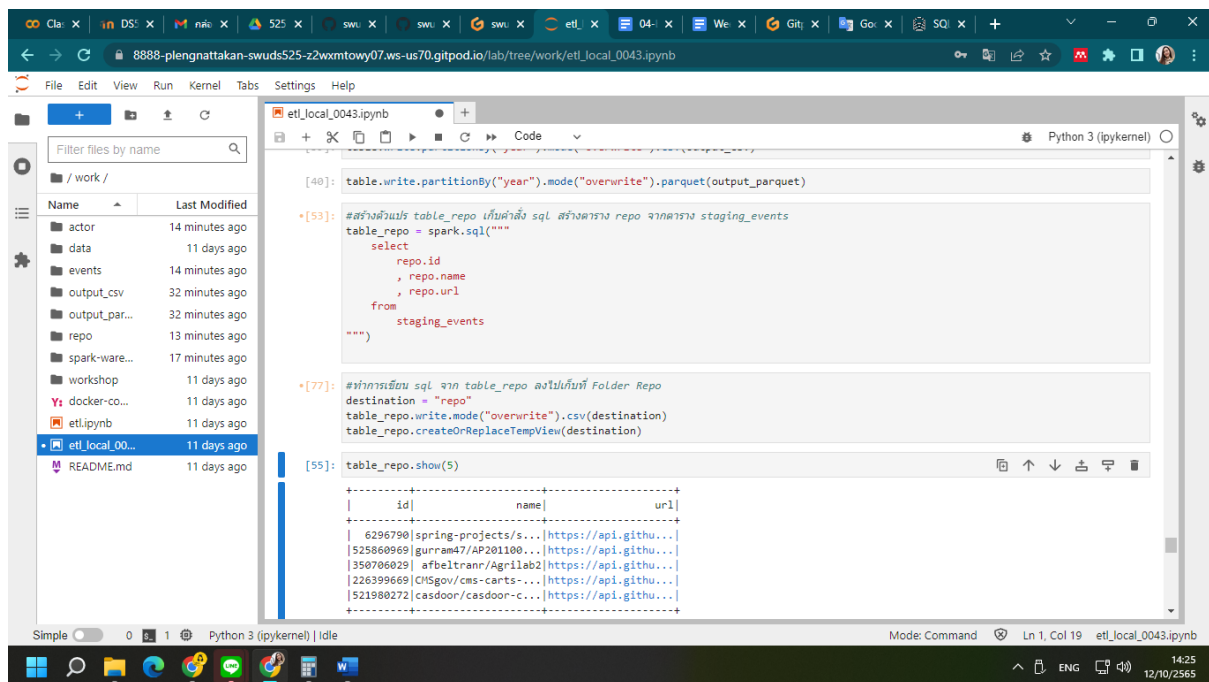 Cla:
DS5
กล่อ
525
swu
swu
swu
etl_l
04-I
We
Gitp
Goc
SQl
8888-plengnattakan-swuds525-z2wxmtowy07.ws-us70.gitpod.io/lab/tree/work/etl_local_0043.ipynb
File Edit View Run Kernel Tabs Settings Help
etl_local_0043.ipynb
Code
Python 3 (ipykernel)
Filter files by name
/ work /
Name Last Modified
actor 14 minutes ago
data 11 days ago
events 14 minutes ago
output_csv 32 minutes ago
output_par... 32 minutes ago
repo 13 minutes ago
spark-ware... 17 minutes ago
workshop 11 days ago
docker-co... 11 days ago
etl.ipynb 11 days ago
etl_local_00... 11 days ago
README.md 11 days ago
[40]: table.write.partitionBy("year").mode("overwrite").parquet(output_parquet)
[53]: #สร้างตัวแปร table_repo เก็บคำสั่ง sql สร้างตาราง repo จากตาราง staging_events
table_repo = spark.sql("""
select
repo.id
, repo.name
, repo.url
from
staging_events
""")
[77]: #ทำการเขียน sql จาก table_repo ลงไปเก็บที่ Folder Repo
destination = "repo"
table_repo.write.mode("overwrite").csv(destination)
table_repo.createOrReplaceTempView(destination)
[55]: table_repo.show(5)
+---------+--------------------+--------------------+
| id| name| url|
+---------+--------------------+--------------------+
| 6296790|spring-projects/s...|https://api.githu...|
|525860969|gurram47/AP201100...|https://api.githu...|
|350706029| afbeltranr/Agrilab2|https://api.githu...|
|226399669|CMSgov/cms-carts-...|https://api.githu...|
|521980272|casdoor/casdoor-c...|https://api.githu...|
+---------+--------------------+--------------------+
Simple 0 1 Python 3 (ipykernel) | Idle
Mode: Command Ln 1, Col 19 etl_local_0043.ipynb
ENG
14:25
12/10/2565